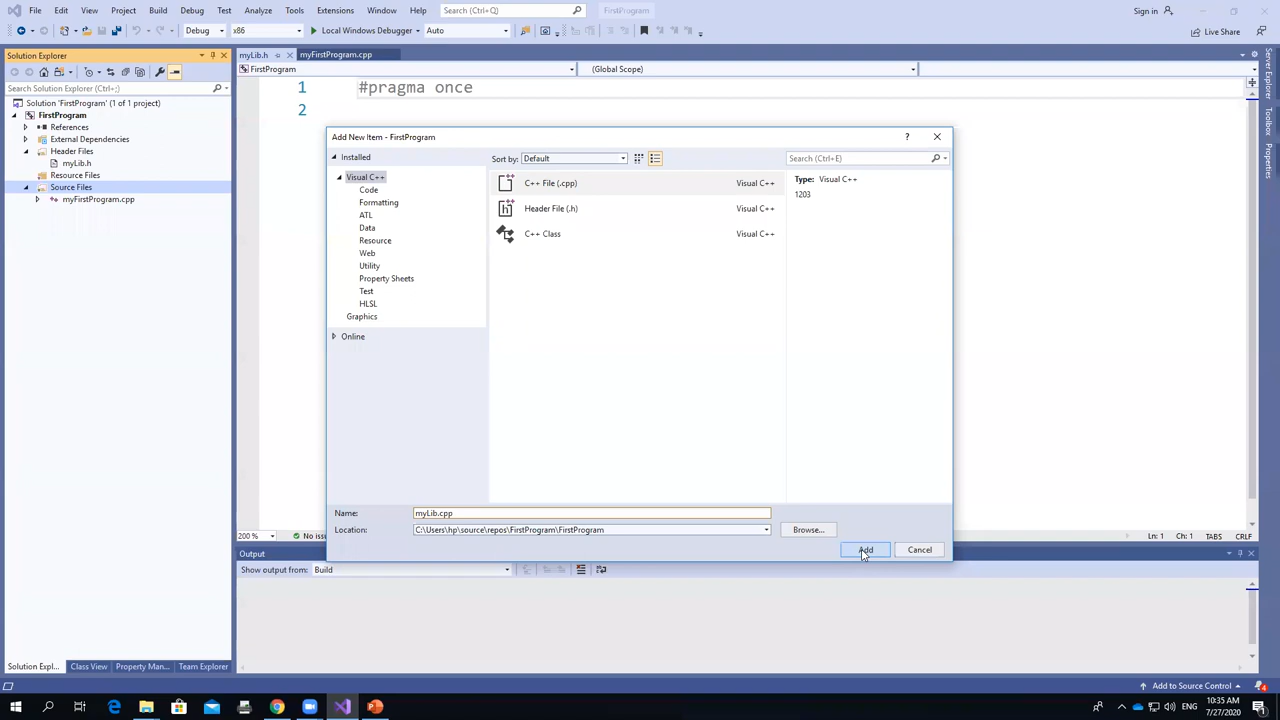 File Edit View Project Build Debug Test Analyze Tools Extensions Window Help Search (Ctrl+Q) FirstProgram Sign in
Debug x86 Local Windows Debugger Auto Live Share
Solution Explorer
Search Solution Explorer (Ctrl+;)
Solution 'FirstProgram' (1 of 1 project)
FirstProgram
References
External Dependencies
Header Files
myLib.h
Resource Files
Source Files
myFirstProgram.cpp
myLib.h myFirstProgram.cpp
FirstProgram (Global Scope)
1 #pragma once
2
Add New Item - FirstProgram ?
Installed
Visual C++
Code
Formatting
ATL
Data
Resource
Web
Utility
Property Sheets
Test
HLSL
Graphics
Online
Sort by: Default
C++ File (.cpp) Visual C++
Header File (.h) Visual C++
C++ Class Visual C++
Search (Ctrl+E)
Type: Visual C++
1203
Name: myLib.cpp
Location: C:\Users\hp\source\repos\FirstProgram\FirstProgram Browse...
Add Cancel
200 % Ln: 1 Ch: 1 TABS CRLF
Output
Show output from: Build
Solution Expl... Class View Property Man... Team Explorer
Server Explorer
Toolbox
Properties
Add to Source Control 4
ENG
10:35 AM
7/27/2020
1